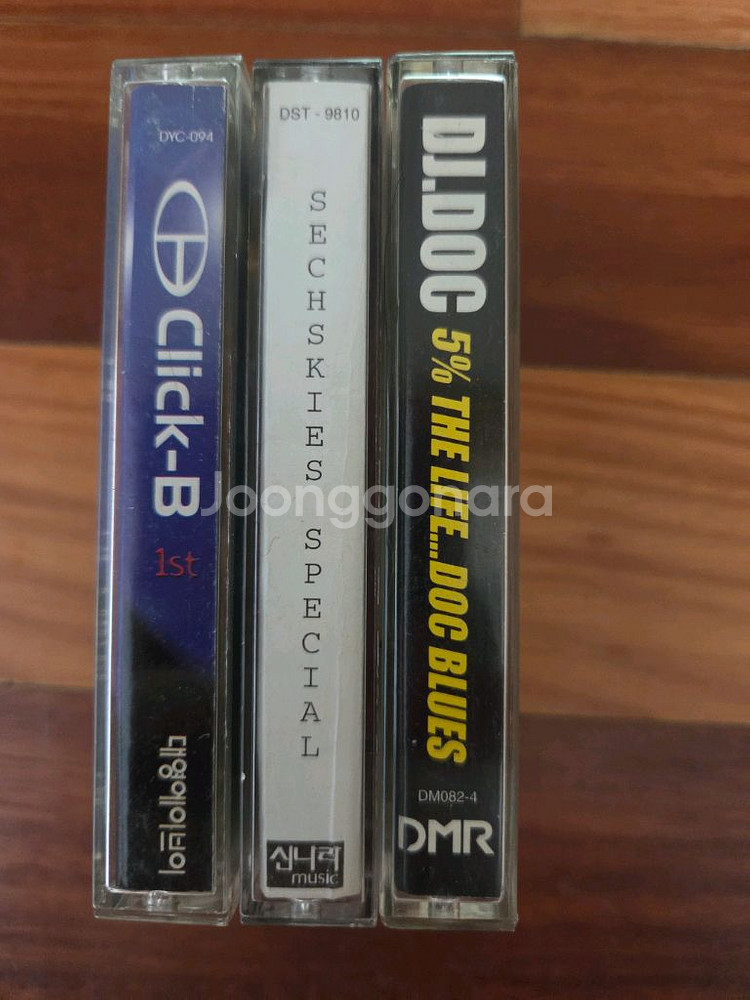 DYC-094
Click-B
1st
대영에이브이
DST - 9810
SECHSKIES SPECIAL
신나라
music
DJ.DOC
5% THE LIFE...DOC BLUES
DM082-4
DMR
Joonggonara